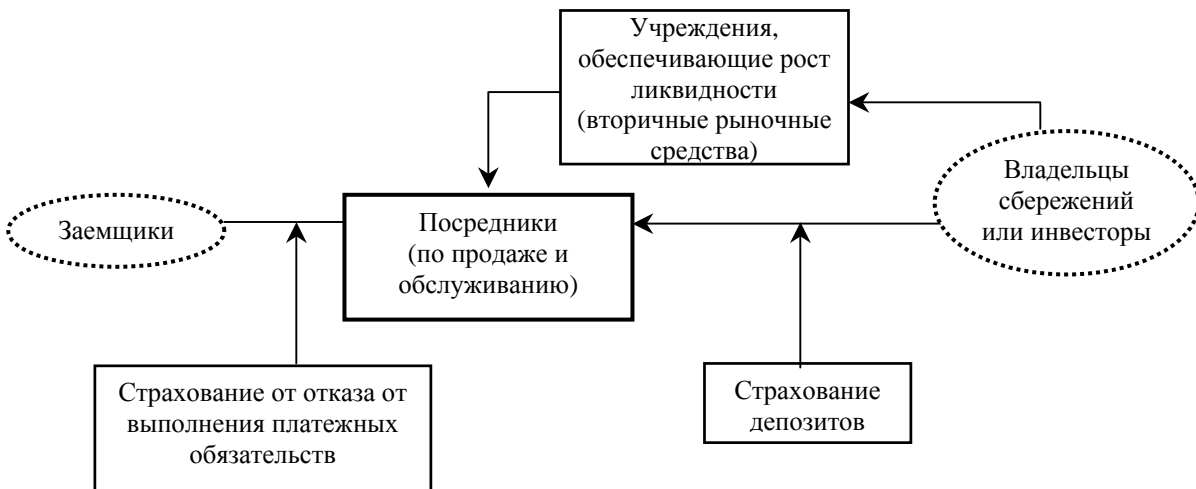 Учреждения,
обеспечивающие рост
ликвидности
(вторичные рыночные
средства)
Владельцы
сбережений
или инвесторы
Заемщики
Посредники
(по продаже и
обслуживанию)
Страхование от отказа от
выполнения платежных
обязательств
Страхование
депозитов